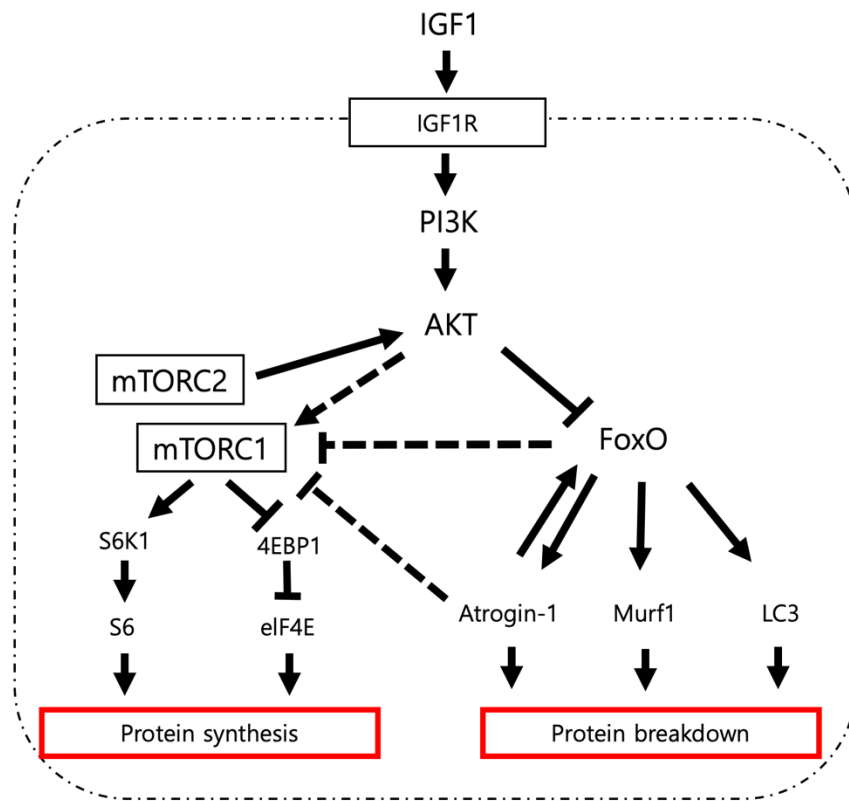 IGF1
IGF1R
PI3K
AKT
mTORC2
mTORC1
FoxO
S6K1
4EBP1
S6
eIF4E
Atrogin-1
Murf1
LC3
Protein synthesis
Protein breakdown